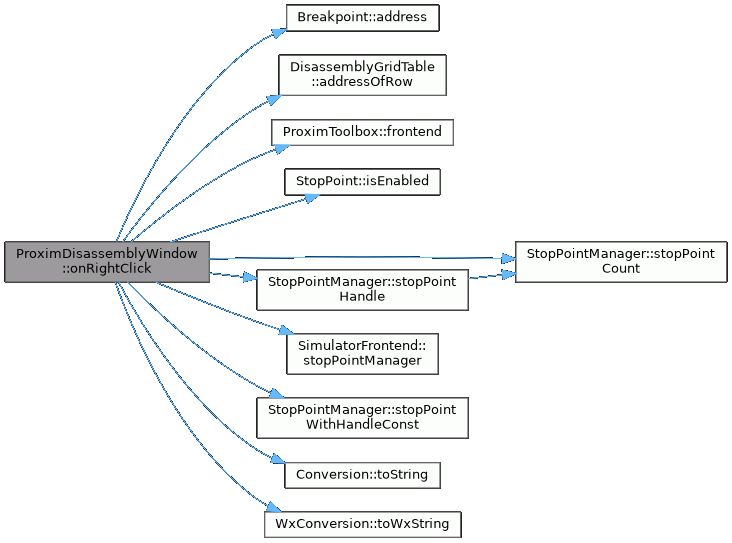 Breakpoint::address
DisassemblyGridTable
::addressOfRow
ProximToolbox::frontend
StopPoint::isEnabled
ProximDisassemblyWindow
::onRightClick
StopPointManager::stopPoint
Count
StopPointManager::stopPoint
Handle
SimulatorFrontend::
stopPointManager
StopPointManager::stopPoint
WithHandleConst
Conversion::toString
WxConversion::toWxString